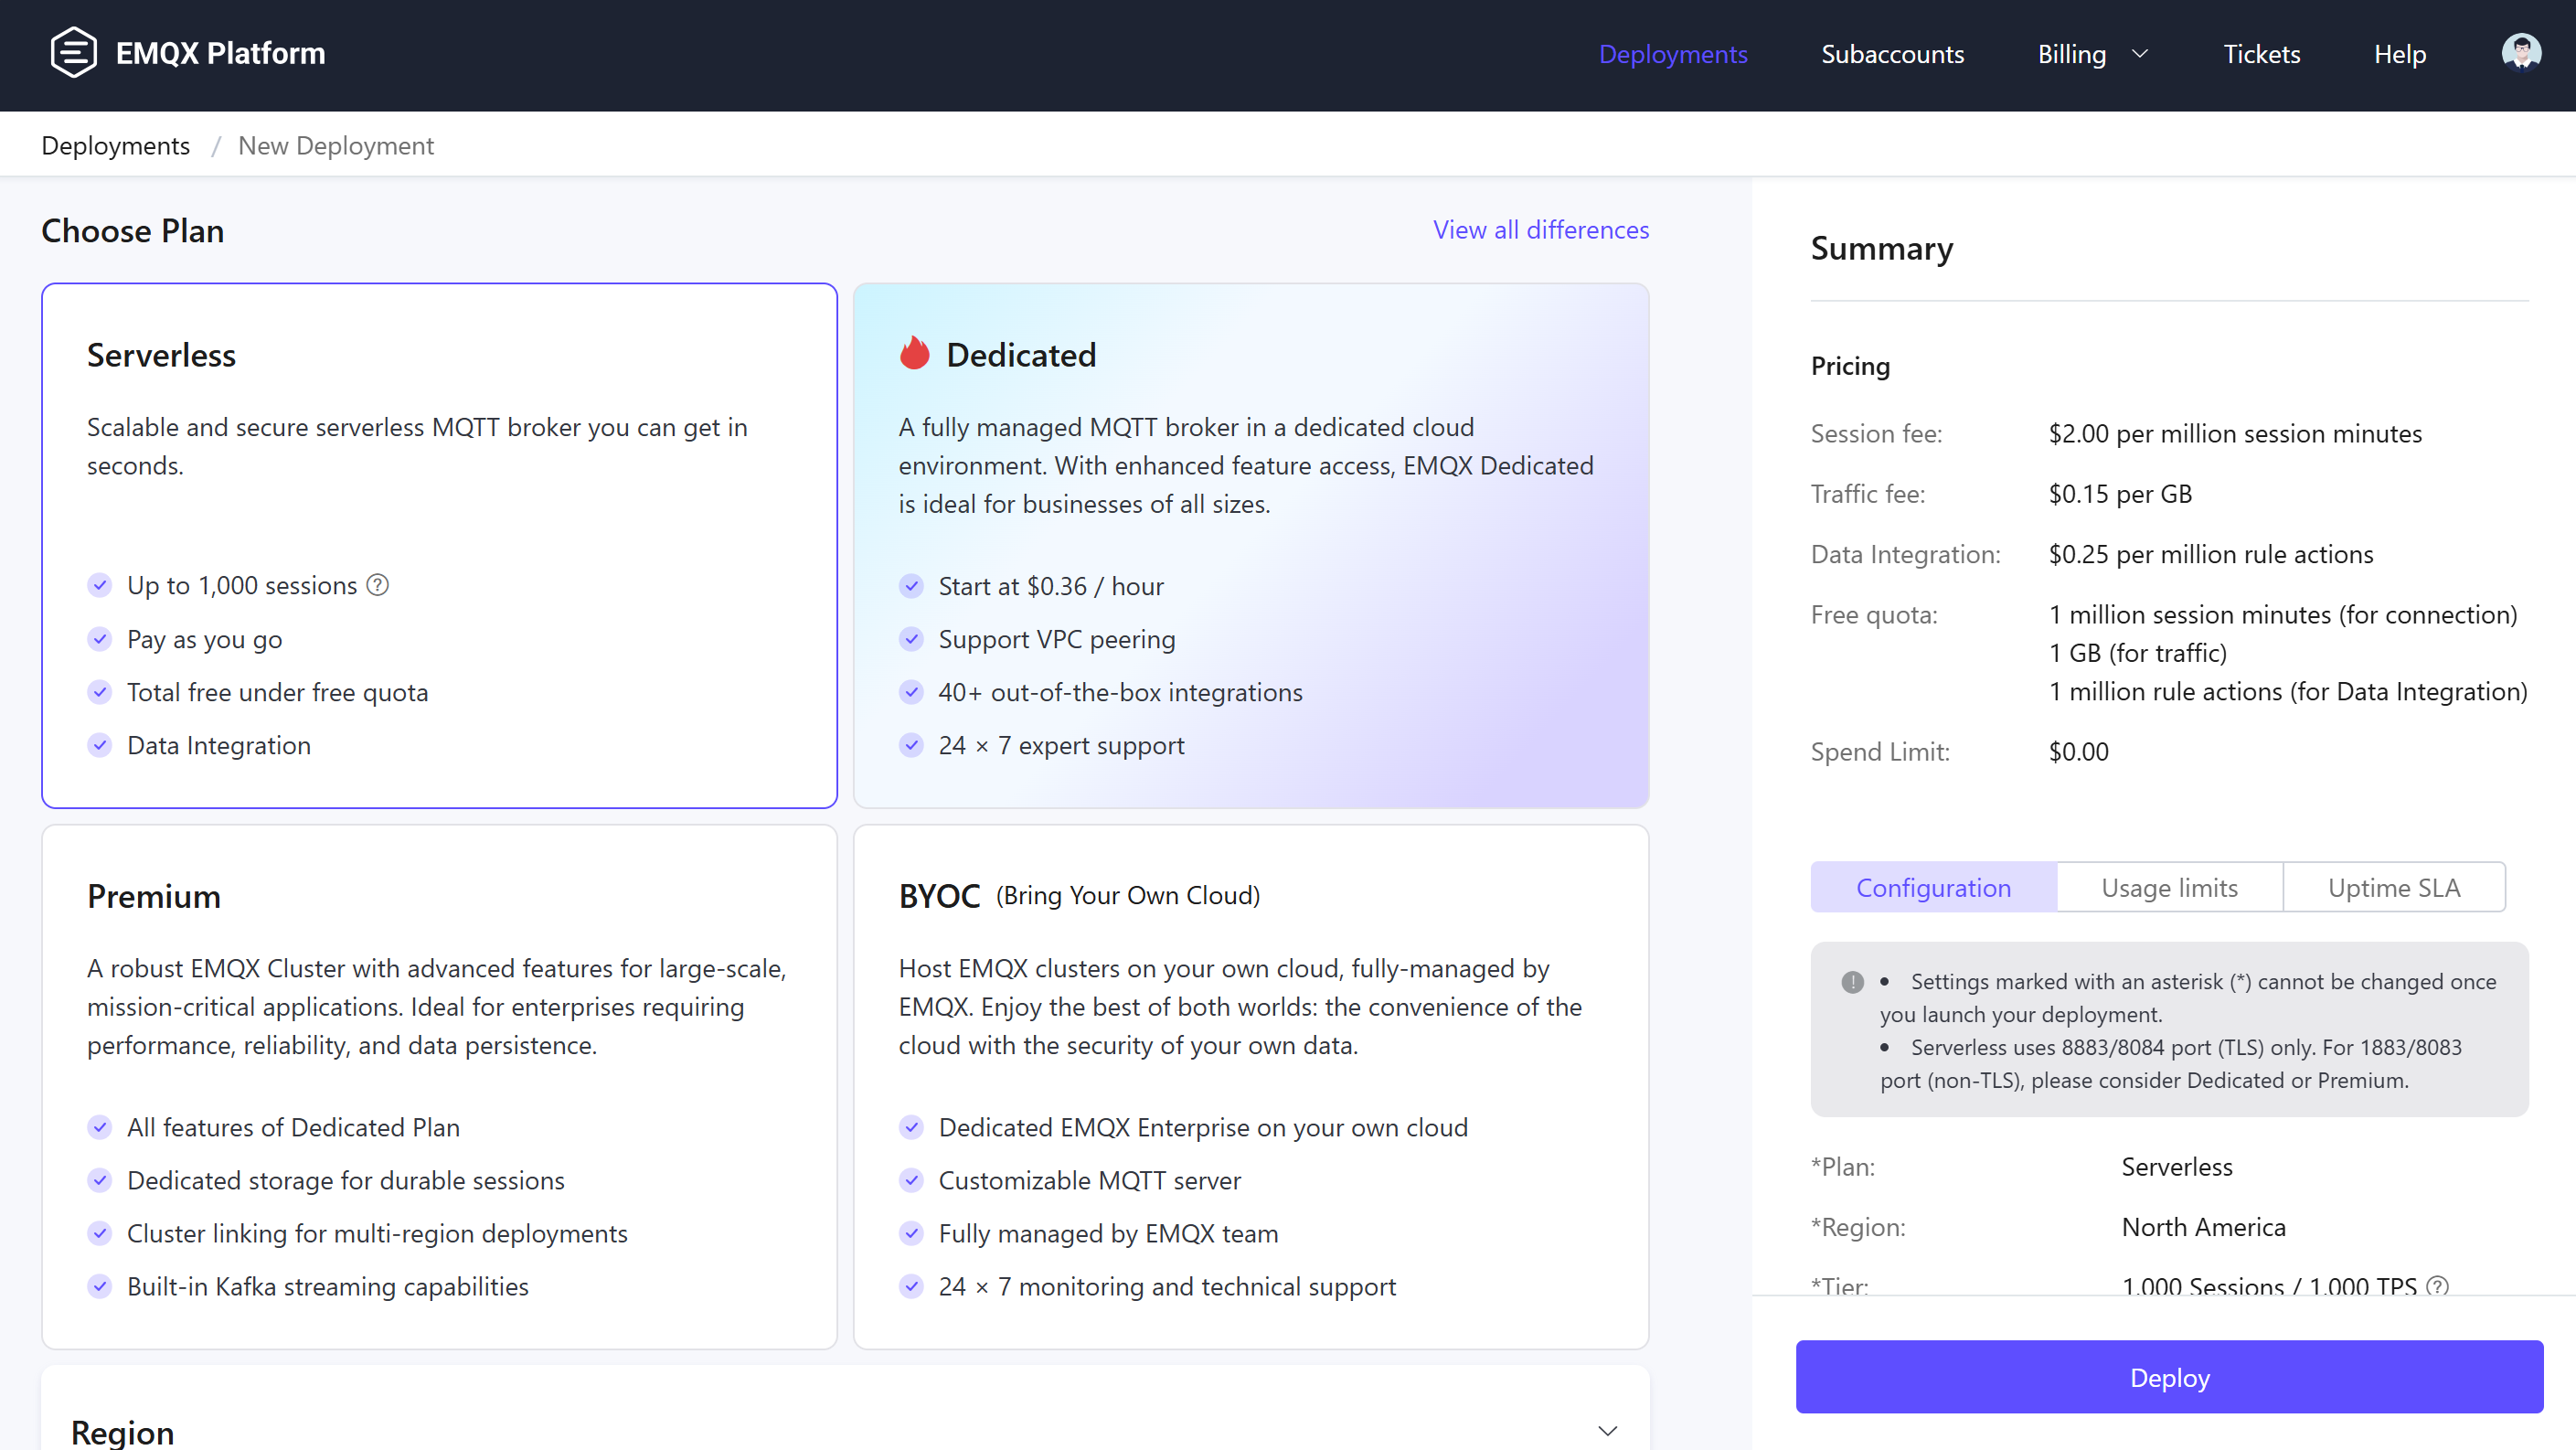 EMQX Platform
Deployments
Subaccounts
Billing
Tickets
Help
Deployments / New Deployment
Choose Plan
View all differences
Serverless
Scalable and secure serverless MQTT broker you can get in
seconds.
Up to 1,000 sessions
Pay as you go
Total free under free quota
Data Integration
Dedicated
A fully managed MQTT broker in a dedicated cloud
environment. With enhanced feature access, EMQX Dedicated
is ideal for businesses of all sizes.
Start at $0.36 / hour
Support VPC peering
40+ out-of-the-box integrations
24 × 7 expert support
Premium
A robust EMQX Cluster with advanced features for large-scale,
mission-critical applications. Ideal for enterprises requiring
performance, reliability, and data persistence.
All features of Dedicated Plan
Dedicated storage for durable sessions
Cluster linking for multi-region deployments
Built-in Kafka streaming capabilities
BYOC (Bring Your Own Cloud)
Host EMQX clusters on your own cloud, fully-managed by
EMQX. Enjoy the best of both worlds: the convenience of the
cloud with the security of your own data.
Dedicated EMQX Enterprise on your own cloud
Customizable MQTT server
Fully managed by EMQX team
24 × 7 monitoring and technical support
Region
Summary
Pricing
Session fee: $2.00 per million session minutes
Traffic fee: $0.15 per GB
Data Integration: $0.25 per million rule actions
Free quota: 1 million session minutes (for connection)
1 GB (for traffic)
1 million rule actions (for Data Integration)
Spend Limit: $0.00
Configuration
Usage limits
Uptime SLA
• Settings marked with an asterisk (*) cannot be changed once
you launch your deployment.
• Serverless uses 8883/8084 port (TLS) only. For 1883/8083
port (non-TLS), please consider Dedicated or Premium.
*Plan: Serverless
*Region: North America
*Tier: 1,000 Sessions / 1,000 TPS
Deploy